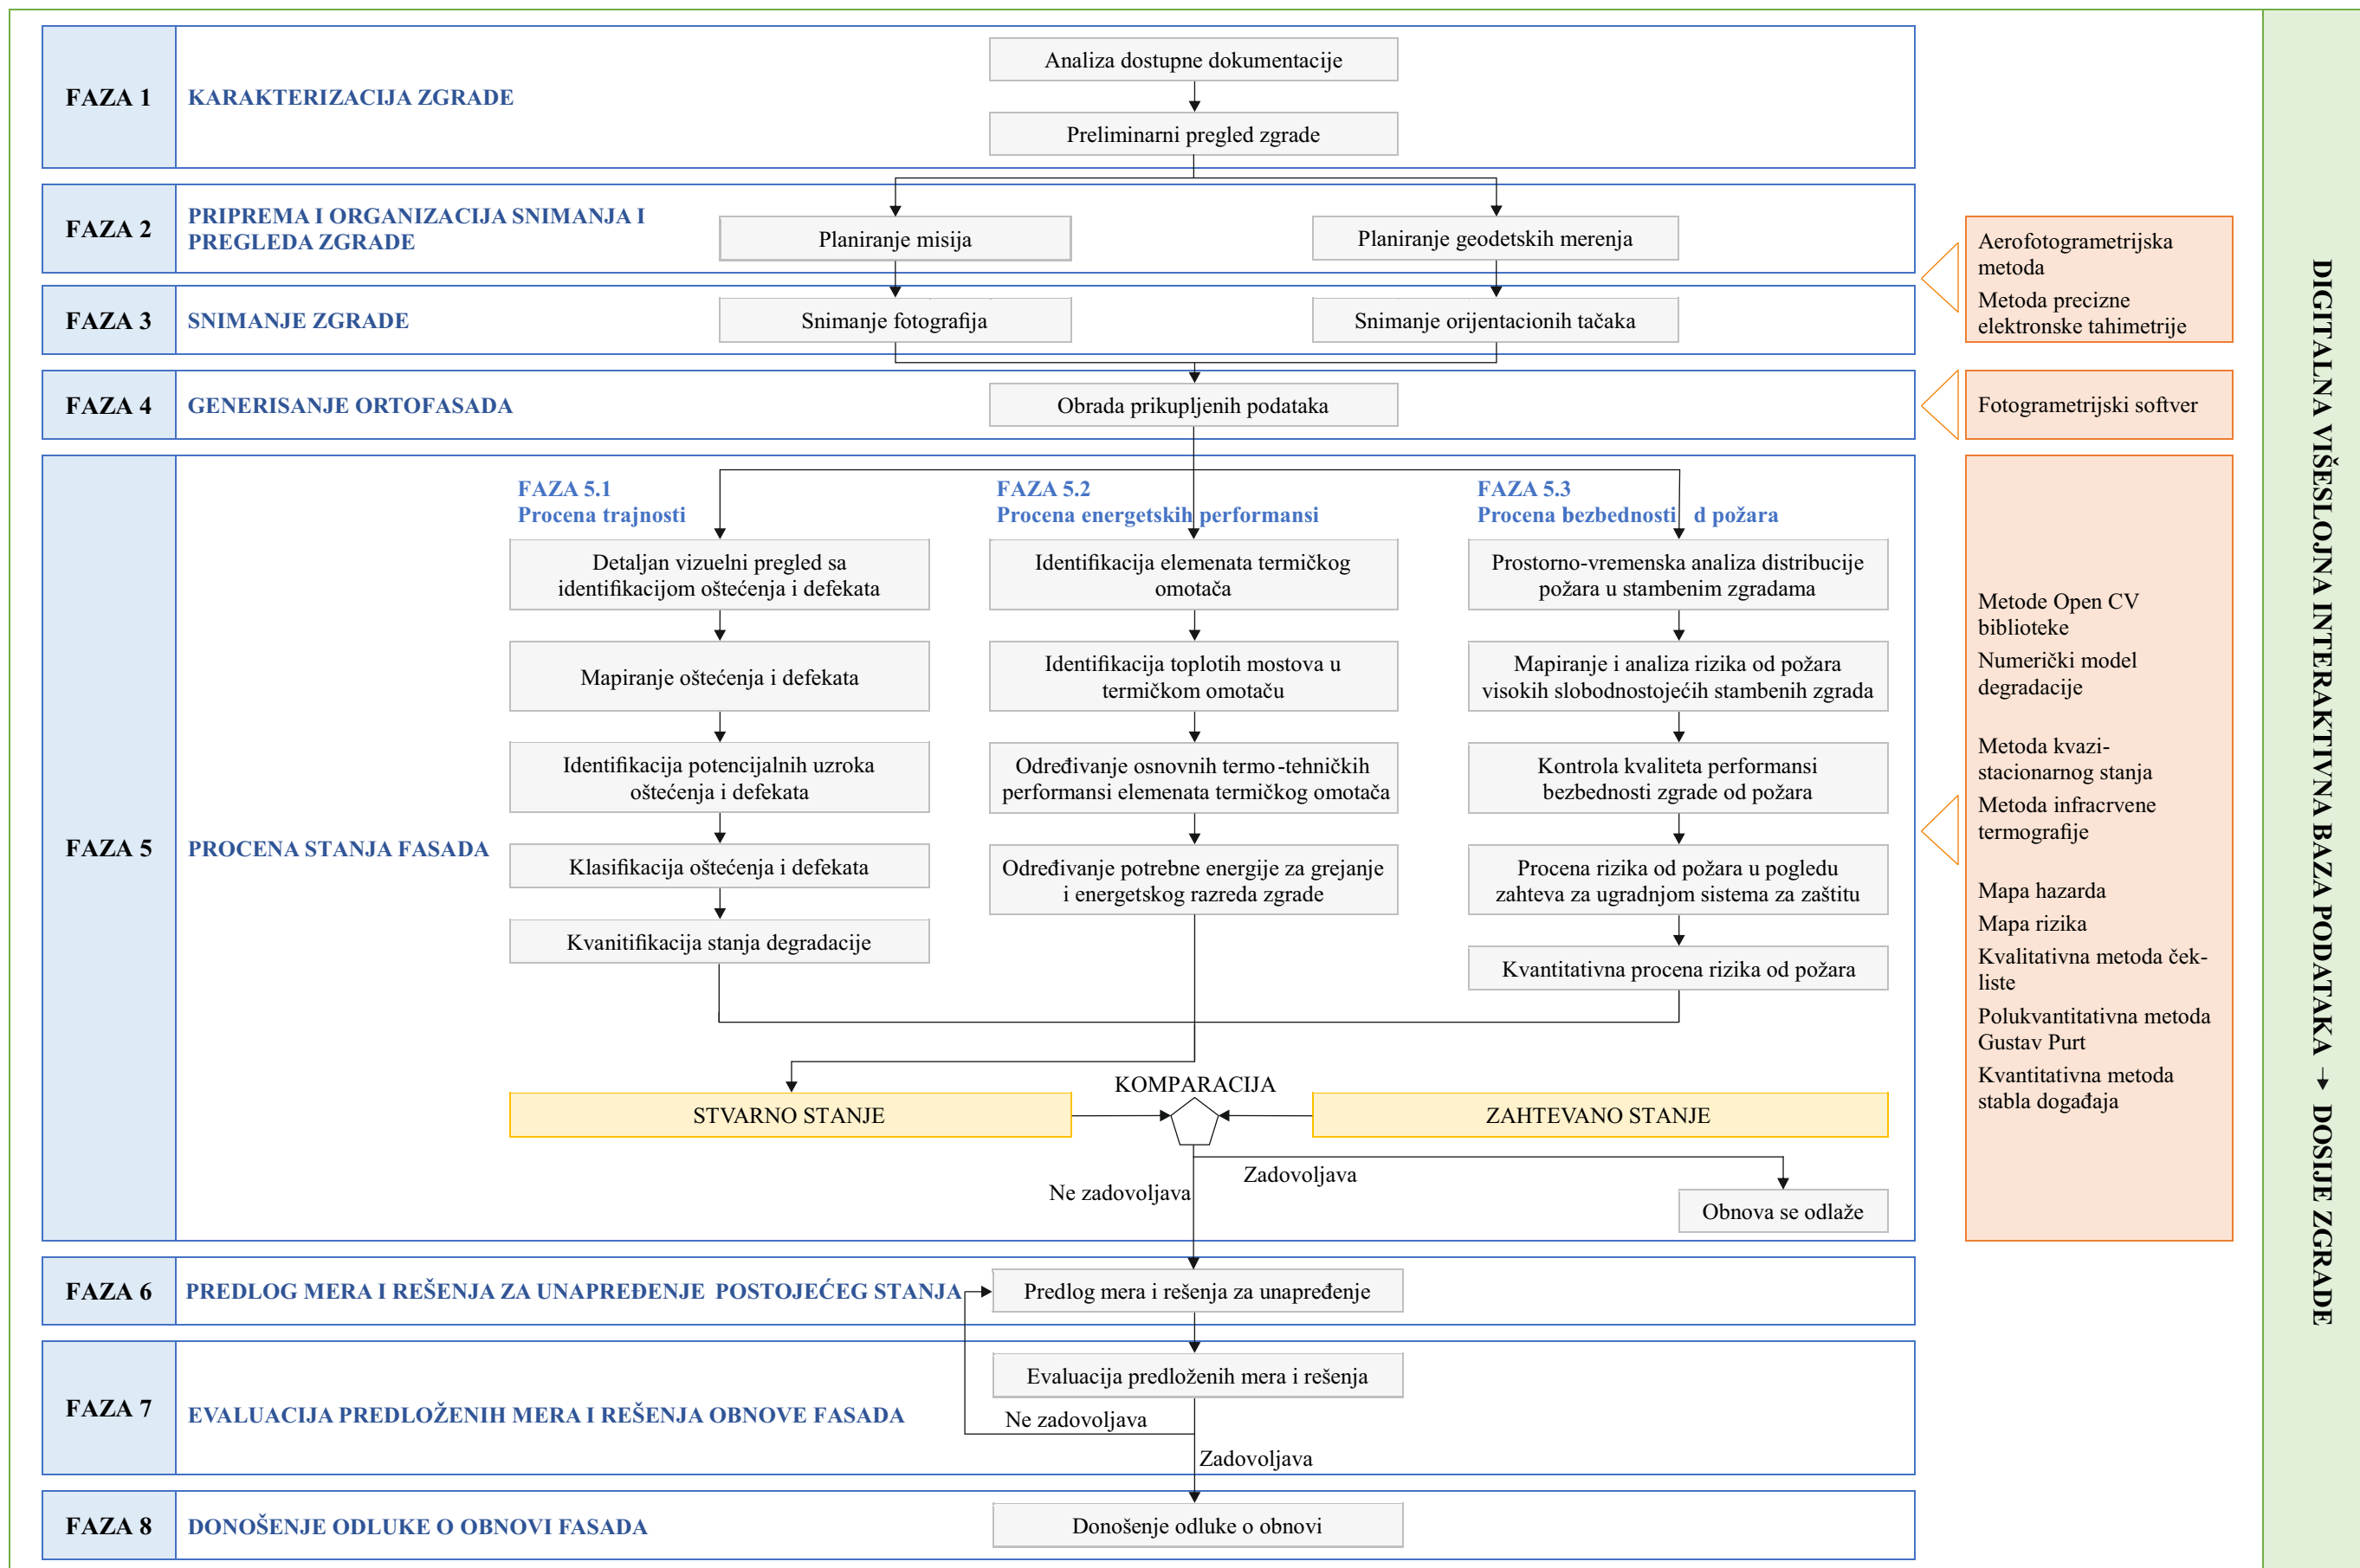 FAZA 1
KARAKTERIZACIJA ZGRADE
Analiza dostupne dokumentacije
Preliminarni pregled zgrade
FAZA 2
PRIPREMA I ORGANIZACIJA SNIMANJA I
PREGLEDA ZGRADE
Planiranje misija
Planiranje geodetskih merenja
FAZA 3
SNIMANJE ZGRADE
Snimanje fotografija
Snimanje orijentacionih tačaka
Aerofotogrametrijska
metoda
Metoda precizne
elektronske tahimetrije
FAZA 4
GENERISANJE ORTOFASADA
Obrada prikupljenih podataka
Fotogrametrijski softver
FAZA 5
PROCENA STANJA FASADA
FAZA 5.1
Procena trajnosti
Detaljan vizuelni pregled sa
identifikacijom oštećenja i defekata
Mapiranje oštećenja i defekata
Identifikacija potencijalnih uzroka
oštećenja i defekata
Klasifikacija oštećenja i defekata
Kvanitifikacija stanja degradacije
FAZA 5.2
Procena energetskih performansi
Identifikacija elemenata termičkog
omotača
Identifikacija toplotih mostova u
termičkom omotaču
Određivanje osnovnih termo-tehničkih
performansi elemenata termičkog omotača
Određivanje potrebne energije za grejanje
i energetskog razreda zgrade
FAZA 5.3
Procena bezbednosti d požara
Prostorno-vremenska analiza distribucije
požara u stambenim zgradama
Mapiranje i analiza rizika od požara
visokih slobodnostojećih stambenih zgrada
Kontrola kvaliteta performansi
bezbednosti zgrade od požara
Procena rizika od požara u pogledu
zahteva za ugradnjom sistema za zaštitu
Kvantitativna procena rizika od požara
STVARNO STANJE
KOMPARACIJA
ZAHTEVANO STANJE
Zadovoljava
Ne zadovoljava
Obnova se odlaže
Metode Open CV
biblioteke
Numerički model
degradacije
Metoda kvazi-
stacionarnog stanja
Metoda infracrvene
termografije
Mapa hazarda
Mapa rizika
Kvalitativna metoda ček-
liste
Polukvantitativna metoda
Gustav Purt
Kvantitativna metoda
stabla događaja
FAZA 6
PREDLOG MERA I REŠENJA ZA UNAPREĐENJE POSTOJEĆEG STANJA
Predlog mera i rešenja za unapređenje
FAZA 7
EVALUACIJA PREDLOŽENIH MERA I REŠENJA OBNOVE FASADA
Evaluacija predloženih mera i rešenja
Ne zadovoljava
Zadovoljava
FAZA 8
DONOŠENJE ODLUKE O OBNOVI FASADA
Donošenje odluke o obnovi
DIGITALNA VIŠESLOJNA INTERAKTIVNA BAZA PODATAKA → DOSIJE ZGRADE